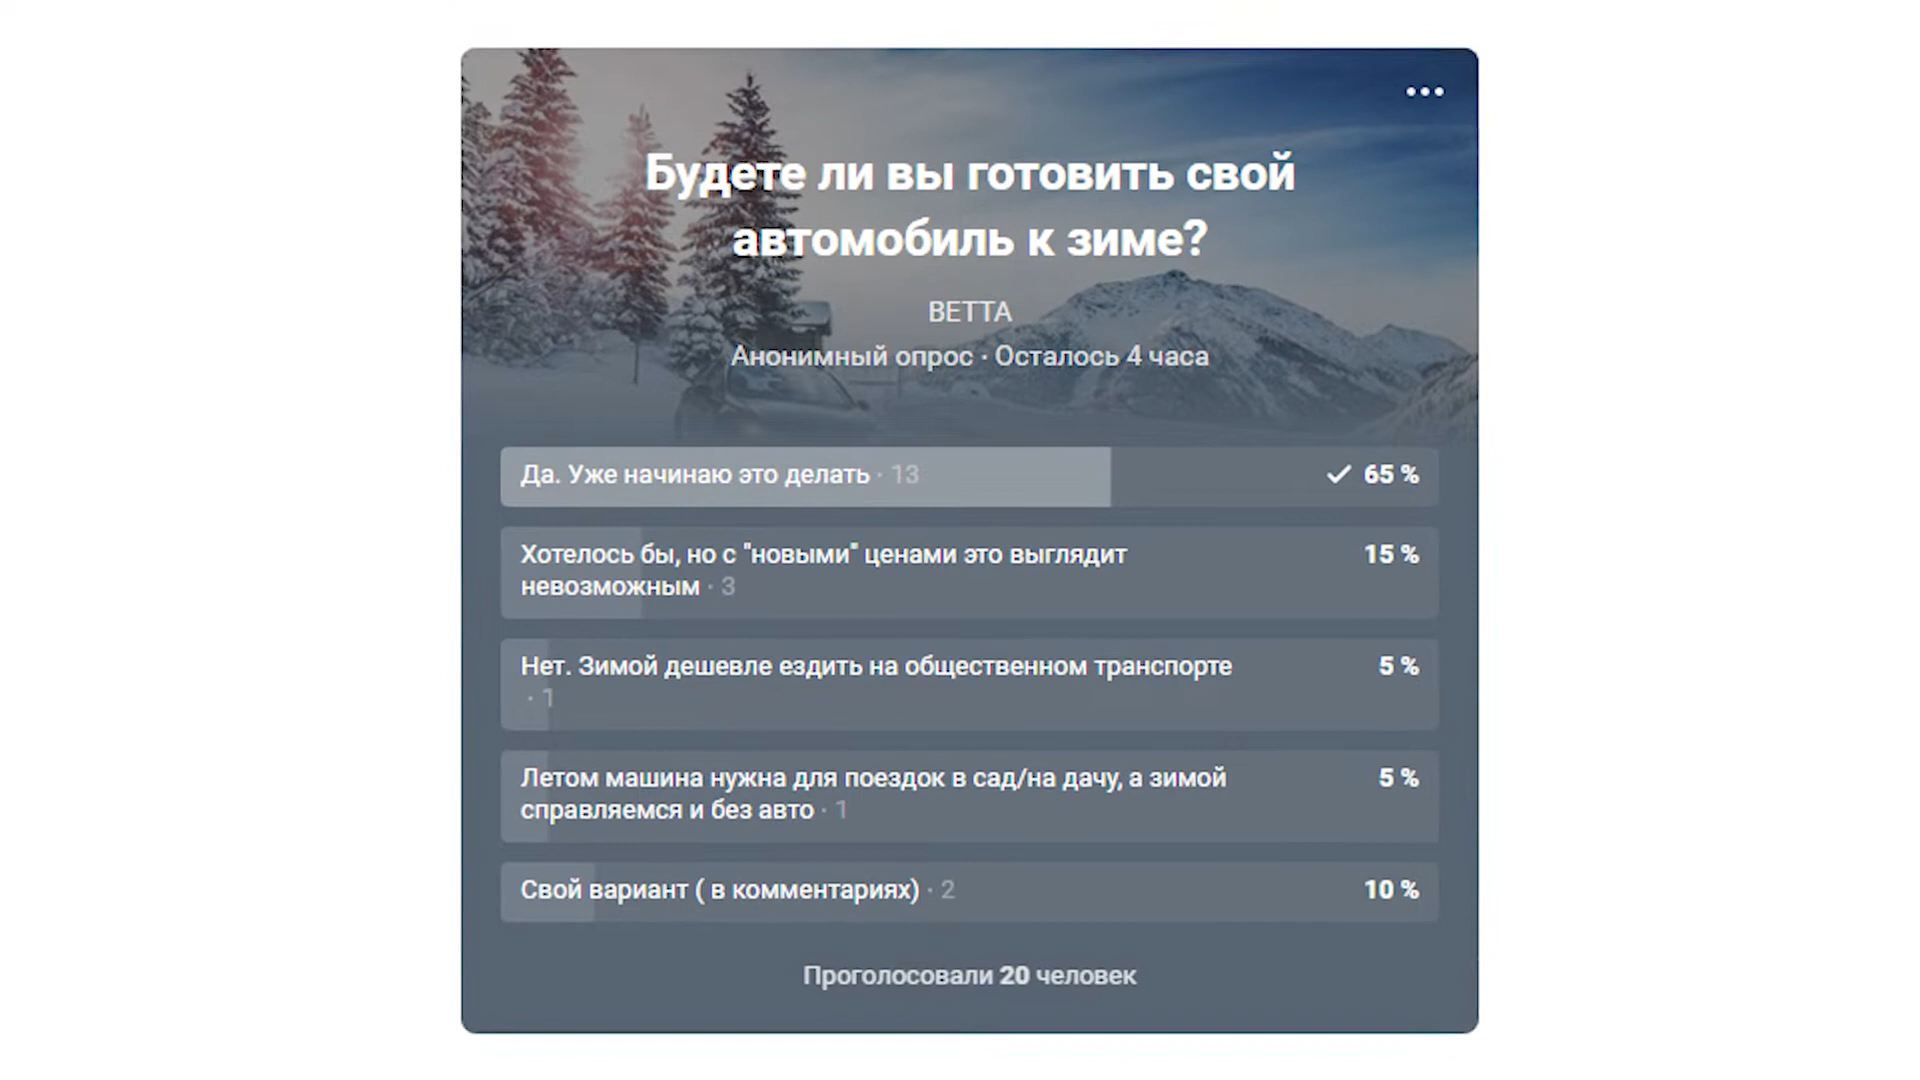 Будете ли вы готовить свой
автомобиль к зиме?
ВЕТТА
Анонимный опрос · Осталось 4 часа
Да. Уже начинаю это делать · 13
65 %
Хотелось бы, но с "новыми" ценами это выглядит
невозможным · 3
15 %
Нет. Зимой дешевле ездить на общественном транспорте
· 1
5 %
Летом машина нужна для поездок в сад/на дачу, а зимой
справляемся и без авто · 1
5 %
Свой вариант ( в комментариях) · 2
10 %
Проголосовали 20 человек